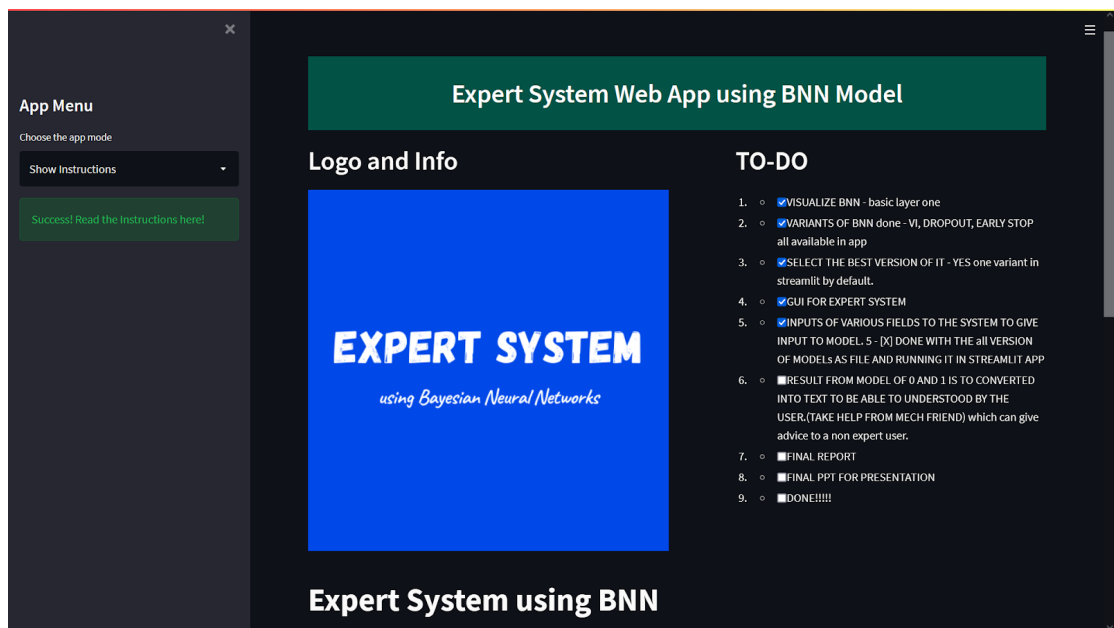 App Menu
Choose the app mode
Show Instructions
Success! Read the Instructions here!
Expert System Web App using BNN Model
Logo and Info
EXPERT SYSTEM
using Bayesian Neural Networks
TO-DO
1. VISUALIZE BNN - basic layer one
2. VARIANTS OF BNN done - VI, DROPOUT, EARLY STOP
all available in app
3. SELECT THE BEST VERSION OF IT - YES one variant in
streamlit by default.
4. GUI FOR EXPERT SYSTEM
5. INPUTS OF VARIOUS FIELDS TO THE SYSTEM TO GIVE
INPUT TO MODEL. 5 - [X] DONE WITH THE all VERSION
OF MODELs AS FILE AND RUNNING IT IN STREAMLIT APP
6. RESULT FROM MODEL OF 0 AND 1 IS TO CONVERTED
INTO TEXT TO BE ABLE TO UNDERSTOOD BY THE
USER.(TAKE HELP FROM MECH FRIEND) which can give
advice to a non expert user.
7. FINAL REPORT
8. FINAL PPT FOR PRESENTATION
9. DONE!!!!!
Expert System using BNN